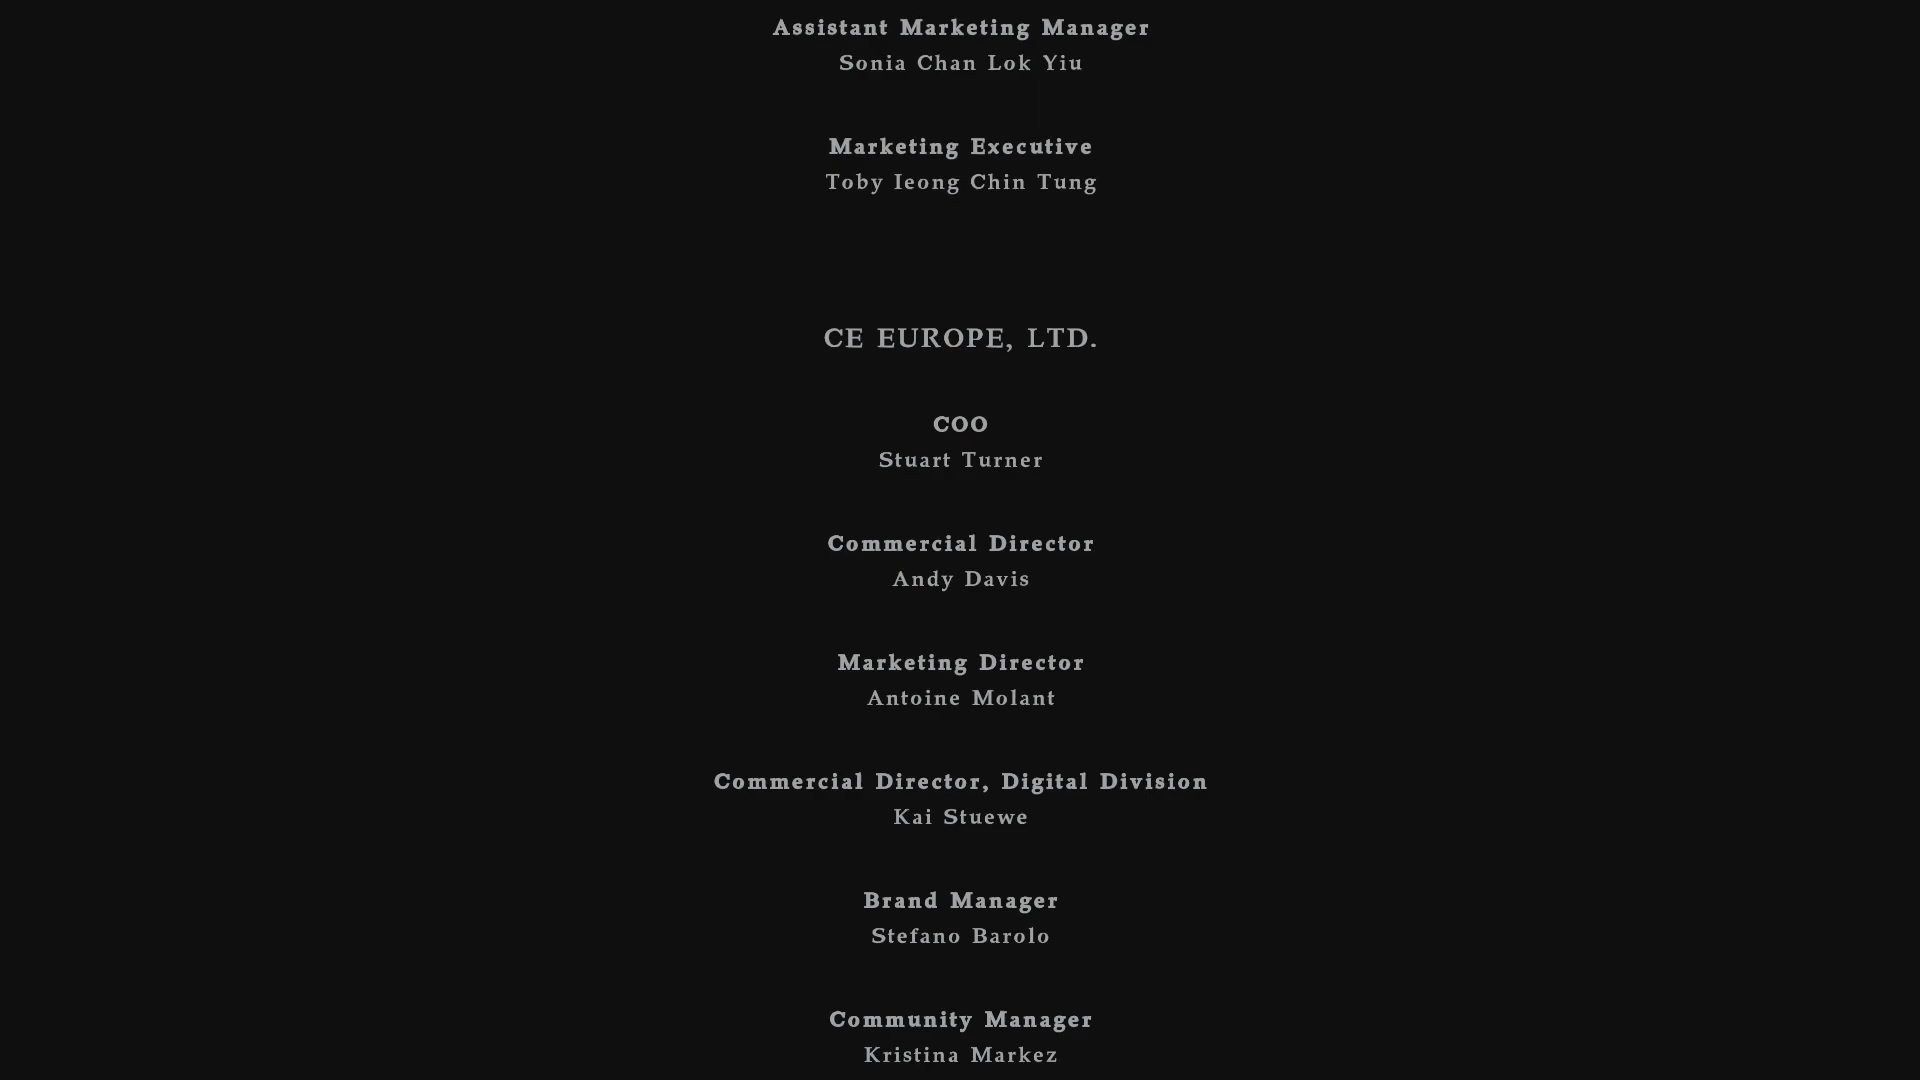 Assistant Marketing Manager
Sonia Chan Lok Yiu
Marketing Executive
Toby Ieong Chin Tung
CE EUROPE, LTD.
COO
Stuart Turner
Commercial Director
Andy Davis
Marketing Director
Antoine Molant
Commercial Director, Digital Division
Kai Stuewe
Brand Manager
Stefano Barolo
Community Manager
Kristina Markez